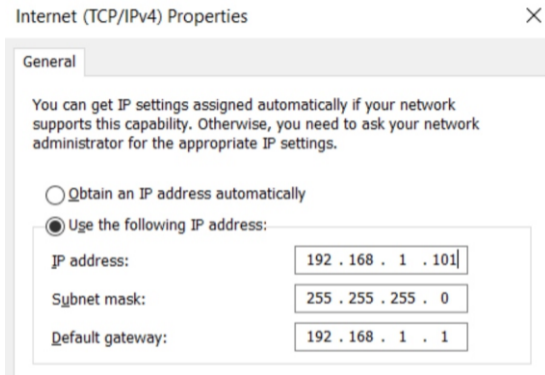 Internet (TCP/IPv4) Properties
General
You can get IP settings assigned automatically if your network
supports this capability. Otherwise, you need to ask your network
administrator for the appropriate IP settings.
Obtain an IP address automatically
Use the following IP address:
IP address: 192 . 168 . 1 . 101
Subnet mask: 255 . 255 . 255 . 0
Default gateway: 192 . 168 . 1 . 1